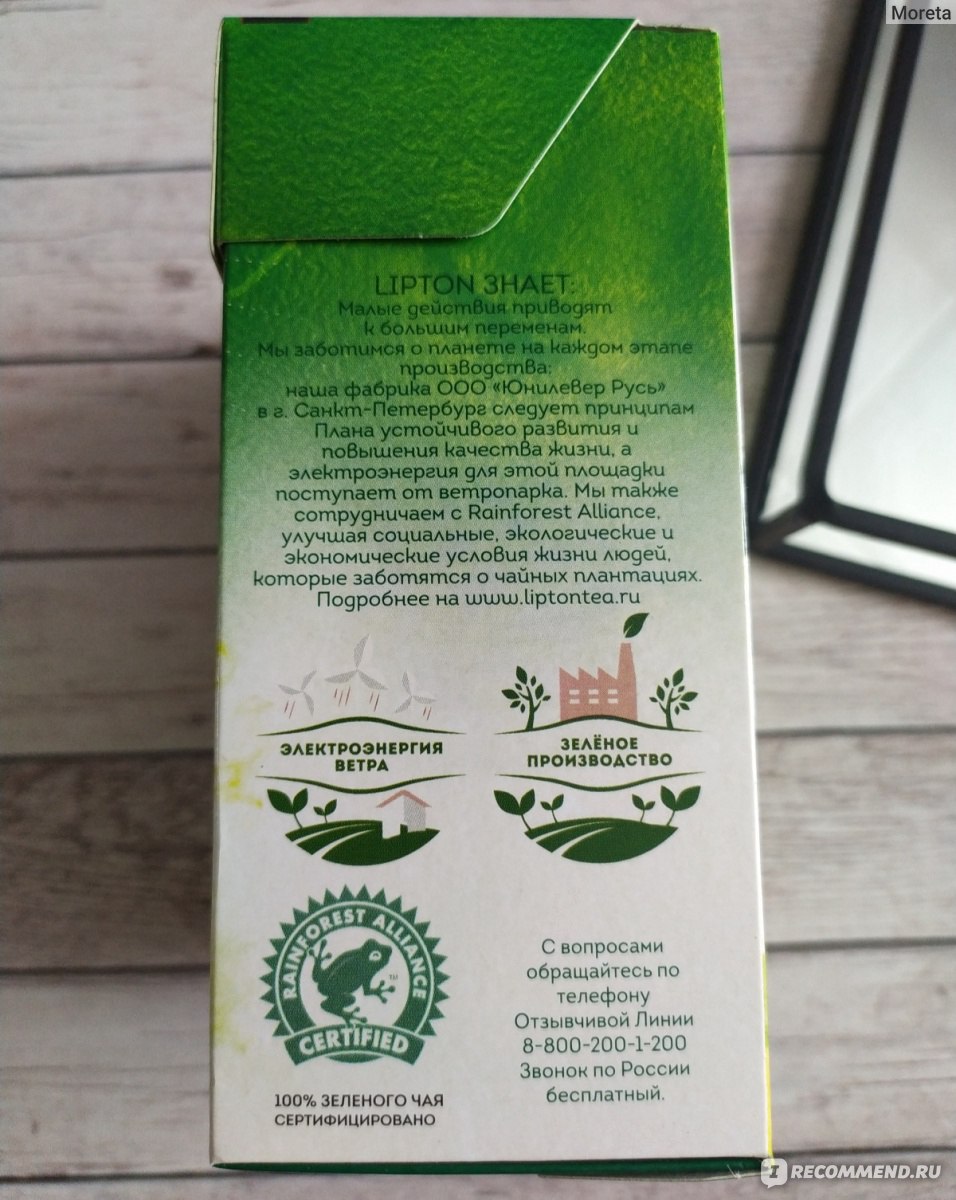 Moreta
LIPTON ЗНАЕТ:
Малые действия приводят
к большим переменам.
Мы заботимся о планете на каждом этапе
производства:
наша фабрика ООО «Юнилевер Русь»
в г. Санкт-Петербург следует принципам
Плана устойчивого развития и
повышения качества жизни, а
электроэнергия для этой площадки
поступает от ветропарка. Мы также
сотрудничаем с Rainforest Alliance,
улучшая социальные, экологические и
экономические условия жизни людей,
которые заботятся о чайных плантациях.
Подробнее на www.liptontea.ru
ЭЛЕКТРОЭНЕРГИЯ
ВЕТРА
ЗЕЛЁНОЕ
ПРОИЗВОДСТВО
RAINFOREST ALLIANCE
TM
CERTIFIED
100% ЗЕЛЕНОГО ЧАЯ
СЕРТИФИЦИРОВАНО
С вопросами
обращайтесь по
телефону
Отзывчивой Линии
8-800-200-1-200
Звонок по России
бесплатный.
IRECOMMEND.RU